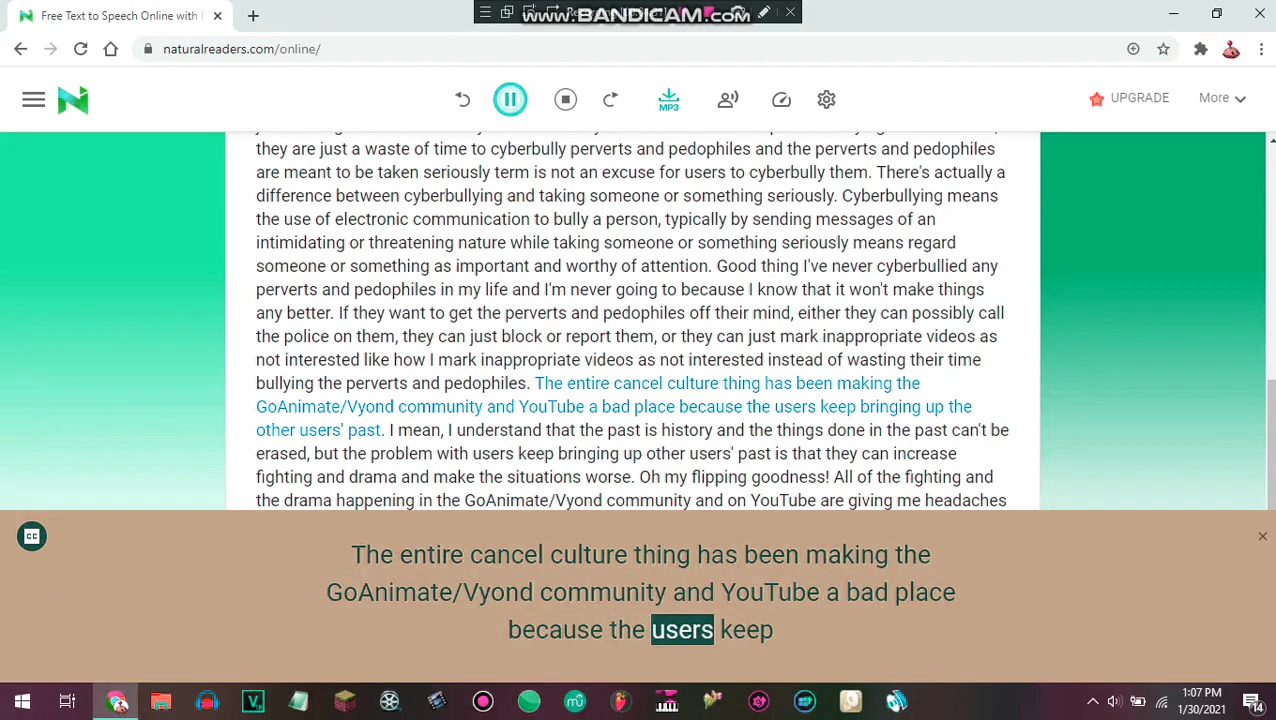 Free Text to Speech Online with
www.BANDICAM.com
naturalreaders.com/online/
MP3
UPGRADE
More
they are just a waste of time to cyberbully perverts and pedophiles and the perverts and pedophiles
are meant to be taken seriously term is not an excuse for users to cyberbully them. There's actually a
difference between cyberbullying and taking someone or something seriously. Cyberbullying means
the use of electronic communication to bully a person, typically by sending messages of an
intimidating or threatening nature while taking someone or something seriously means regard
someone or something as important and worthy of attention. Good thing I've never cyberbullied any
perverts and pedophiles in my life and I'm never going to because I know that it won't make things
any better. If they want to get the perverts and pedophiles off their mind, either they can possibly call
the police on them, they can just block or report them, or they can just mark inappropriate videos as
not interested like how I mark inappropriate videos as not interested instead of wasting their time
bullying the perverts and pedophiles. The entire cancel culture thing has been making the
GoAnimate/Vyond community and YouTube a bad place because the users keep bringing up the
other users' past. I mean, I understand that the past is history and the things done in the past can't be
erased, but the problem with users keep bringing up other users' past is that they can increase
fighting and drama and make the situations worse. Oh my flipping goodness! All of the fighting and
the drama happening in the GoAnimate/Vyond community and on YouTube are giving me headaches
CC
The entire cancel culture thing has been making the
GoAnimate/Vyond community and YouTube a bad place
because the users keep
1:07 PM
1/30/2021
14